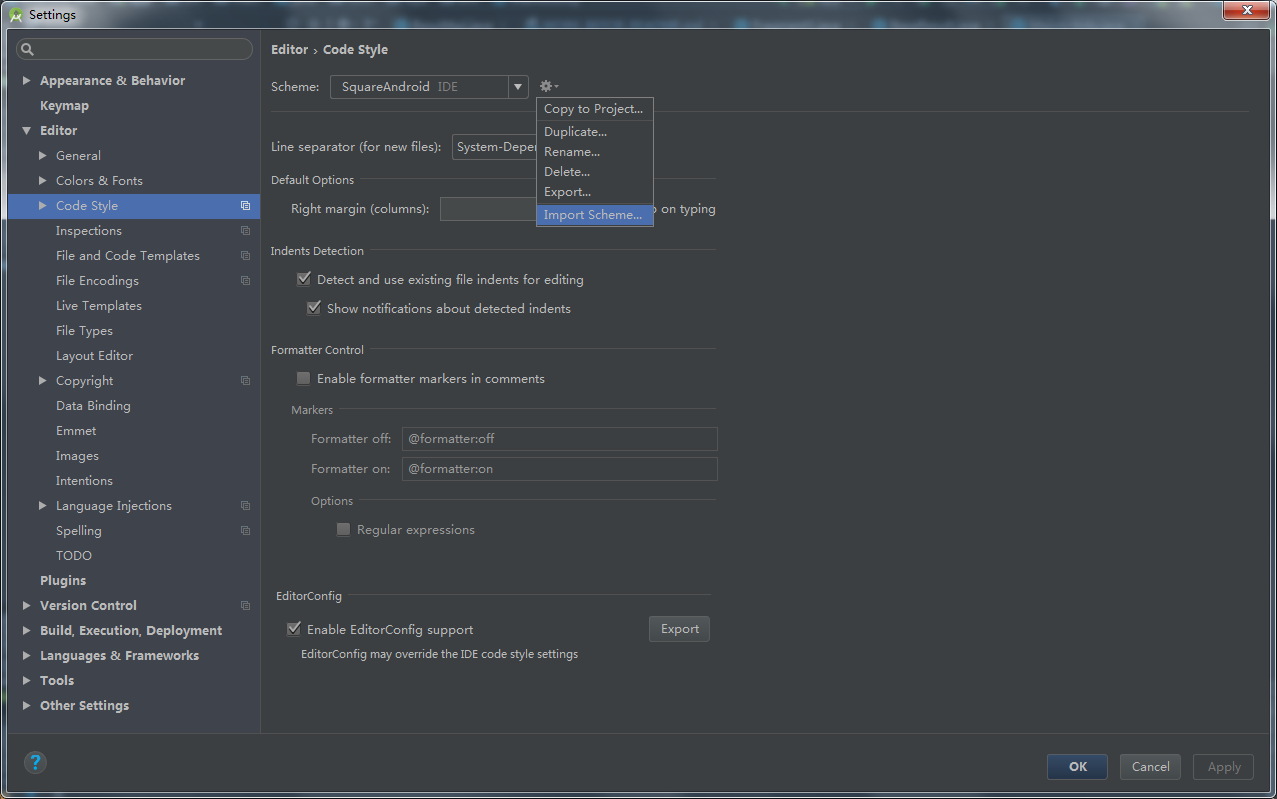 Settings
Appearance & Behavior
Keymap
Editor
General
Colors & Fonts
Code Style
Inspections
File and Code Templates
File Encodings
Live Templates
File Types
Layout Editor
Copyright
Data Binding
Emmet
Images
Intentions
Language Injections
Spelling
TODO
Plugins
Version Control
Build, Execution, Deployment
Languages & Frameworks
Tools
Other Settings
Editor › Code Style
Scheme: SquareAndroid IDE
Copy to Project...
Duplicate...
Rename...
Delete...
Export...
Import Scheme...
Line separator (for new files): System-Depen
Default Options
Right margin (columns): on typing
Indents Detection
Detect and use existing file indents for editing
Show notifications about detected indents
Formatter Control
Enable formatter markers in comments
Markers
Formatter off: @formatter:off
Formatter on: @formatter:on
Options
Regular expressions
EditorConfig
Enable EditorConfig support Export
EditorConfig may override the IDE code style settings
? OK Cancel Apply